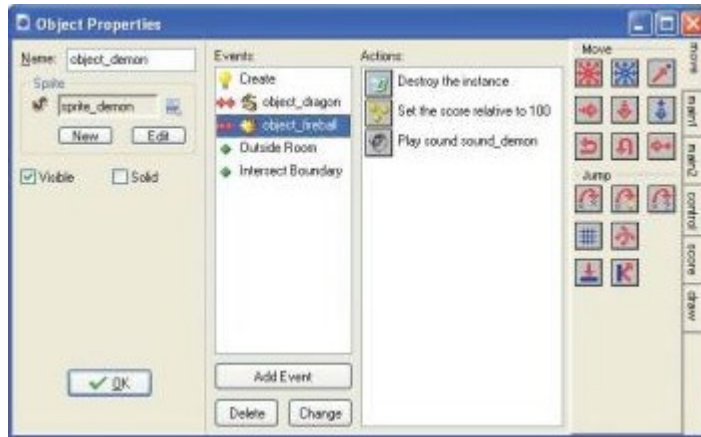 Object Properties
Name: object_demon
Sprite
sprite_demon
New Edit
Visible Solid
OK
Events:
Create
object_dragon
object_fireball
Outside Room
Intersect Boundary
Add Event
Delete Change
Actions:
Destroy the instance
Set the score relative to 100
Play sound sound_demon
Move
Jump
move
main1
main2
control
score
draw